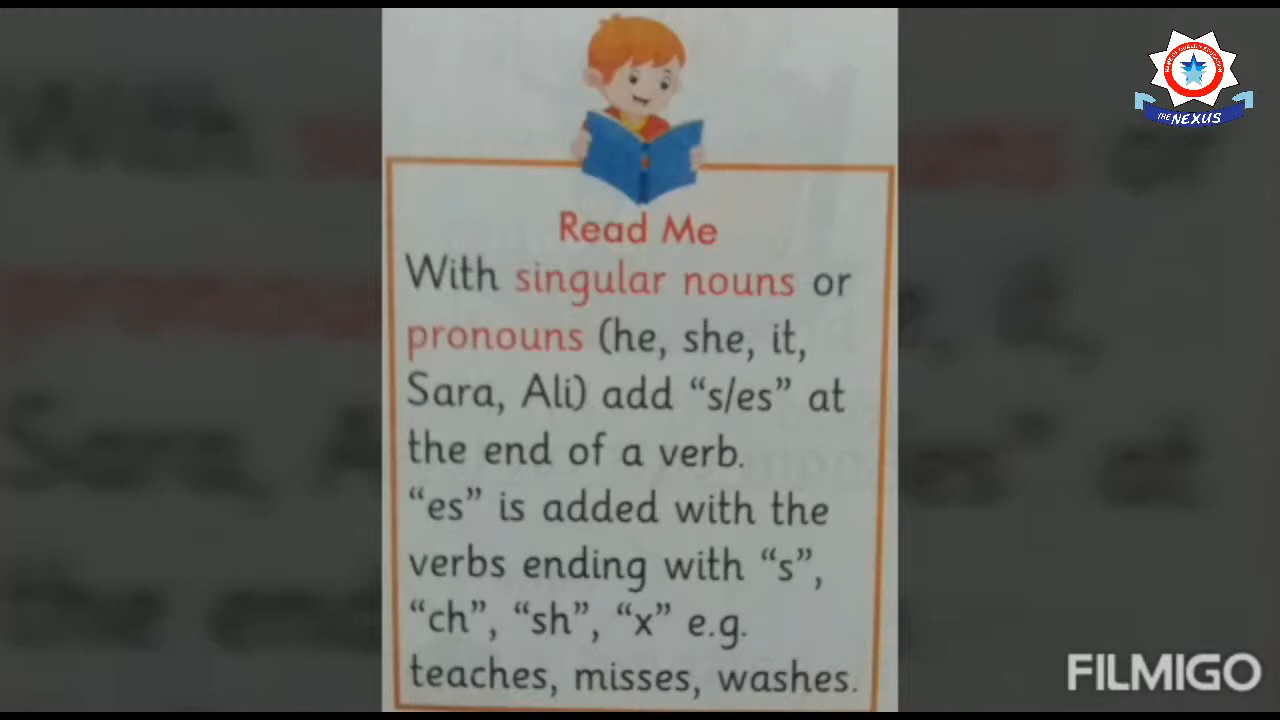 Read Me
With singular nouns or
pronouns (he, she, it,
Sara, Ali) add “s/es” at
the end of a verb.
“es” is added with the
verbs ending with “s”,
“ch”, “sh”, “x” e.g.
teaches, misses, washes.
THE NEXUS
FILMIGO